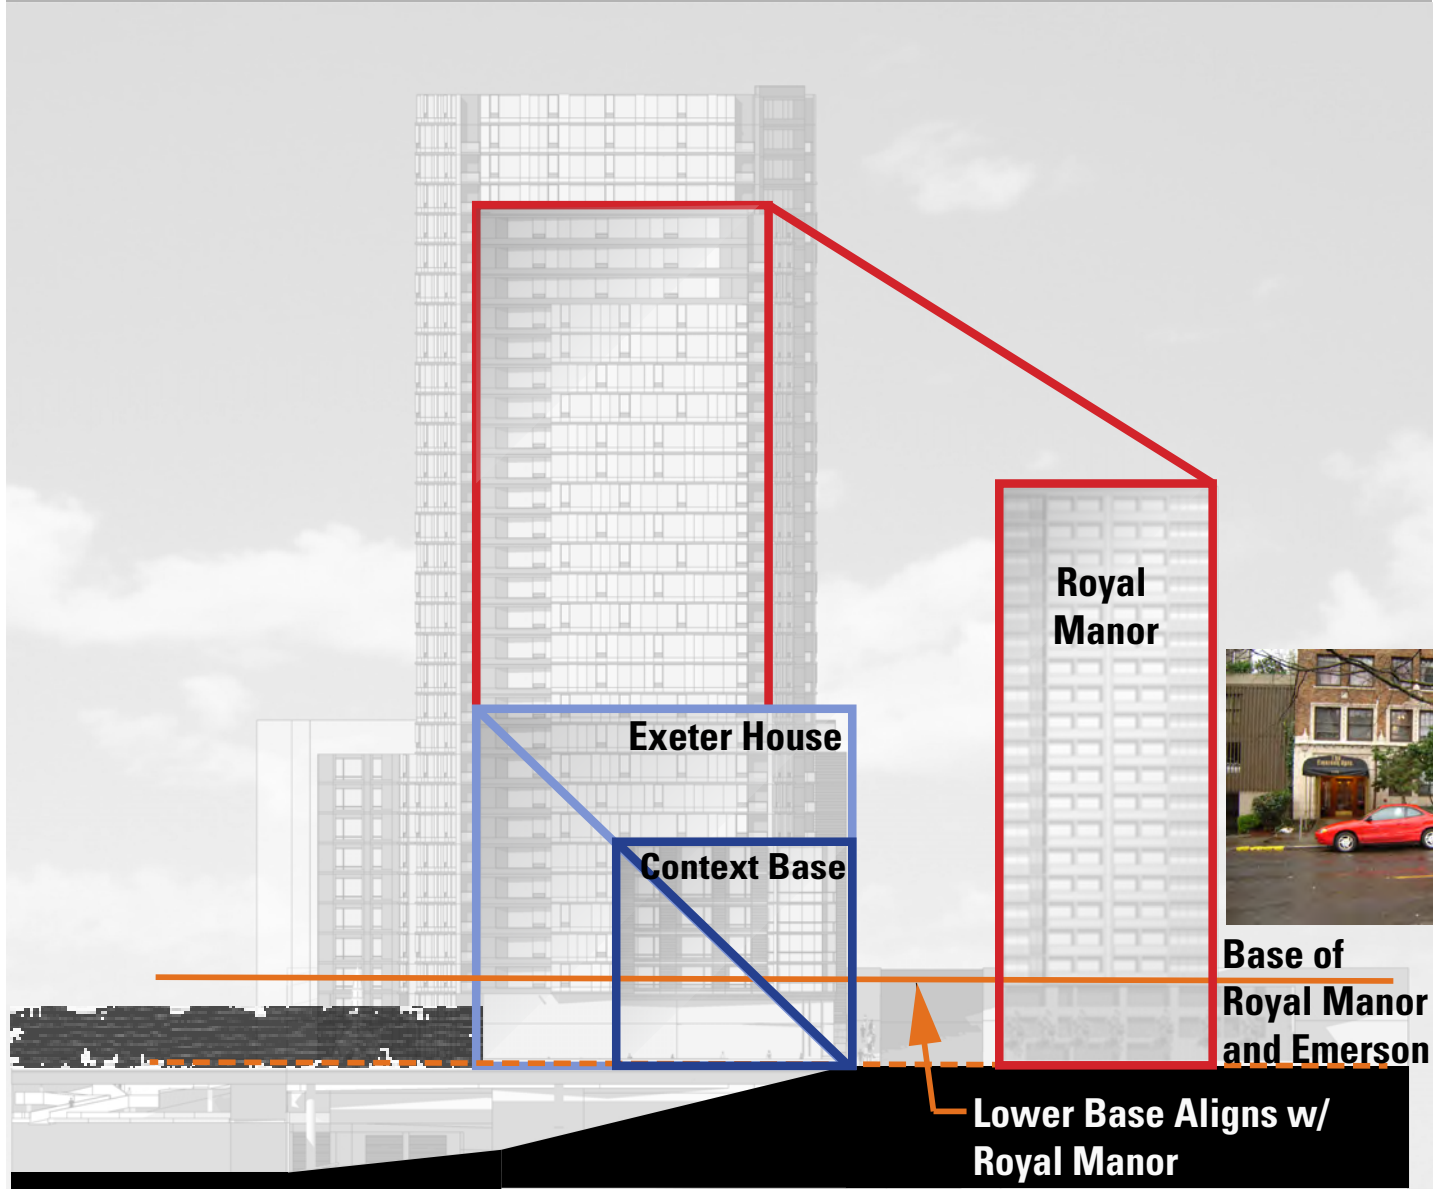 Royal
Manor
Exeter House
Context Base
Base of
Royal Manor
and Emerson
Lower Base Aligns w/
Royal Manor